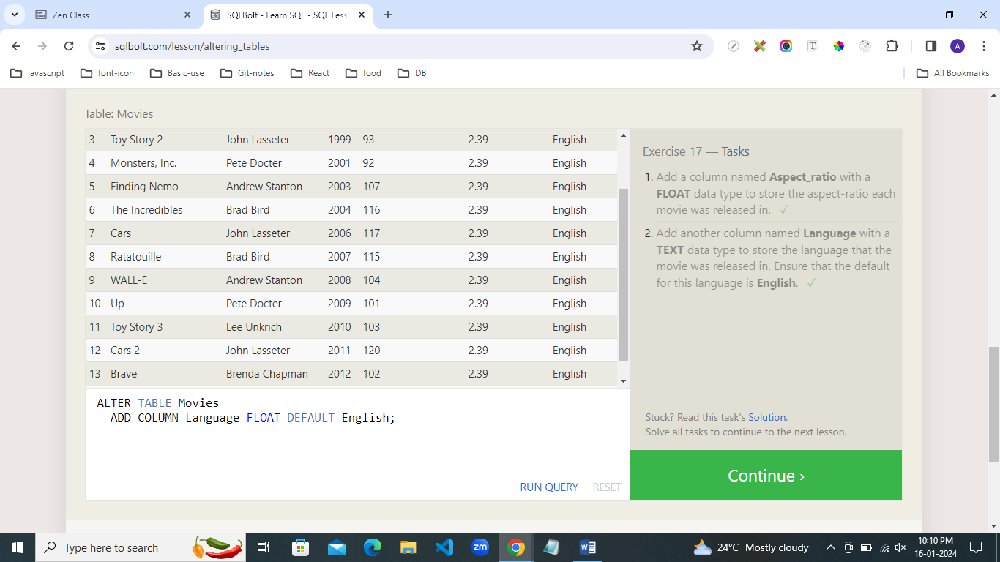 Zen Class
SQLBolt - Learn SQL - SQL Less
sqlbolt.com/lesson/altering_tables
A
javascript font-icon Basic-use Git-notes React food DB All Bookmarks
Table: Movies
3 Toy Story 2 John Lasseter 1999 93 2.39 English
4 Monsters, Inc. Pete Docter 2001 92 2.39 English
5 Finding Nemo Andrew Stanton 2003 107 2.39 English
6 The Incredibles Brad Bird 2004 116 2.39 English
7 Cars John Lasseter 2006 117 2.39 English
8 Ratatouille Brad Bird 2007 115 2.39 English
9 WALL-E Andrew Stanton 2008 104 2.39 English
10 Up Pete Docter 2009 101 2.39 English
11 Toy Story 3 Lee Unkrich 2010 103 2.39 English
12 Cars 2 John Lasseter 2011 120 2.39 English
13 Brave Brenda Chapman 2012 102 2.39 English
ALTER TABLE Movies
ADD COLUMN Language FLOAT DEFAULT English;
RUN QUERY RESET
Exercise 17 — Tasks
1. Add a column named Aspect_ratio with a
FLOAT data type to store the aspect-ratio each
movie was released in. ✓
2. Add another column named Language with a
TEXT data type to store the language that the
movie was released in. Ensure that the default
for this language is English. ✓
Stuck? Read this task's Solution.
Solve all tasks to continue to the next lesson.
Continue ›
Type here to search
zm
24°C Mostly cloudy
10:10 PM
16-01-2024